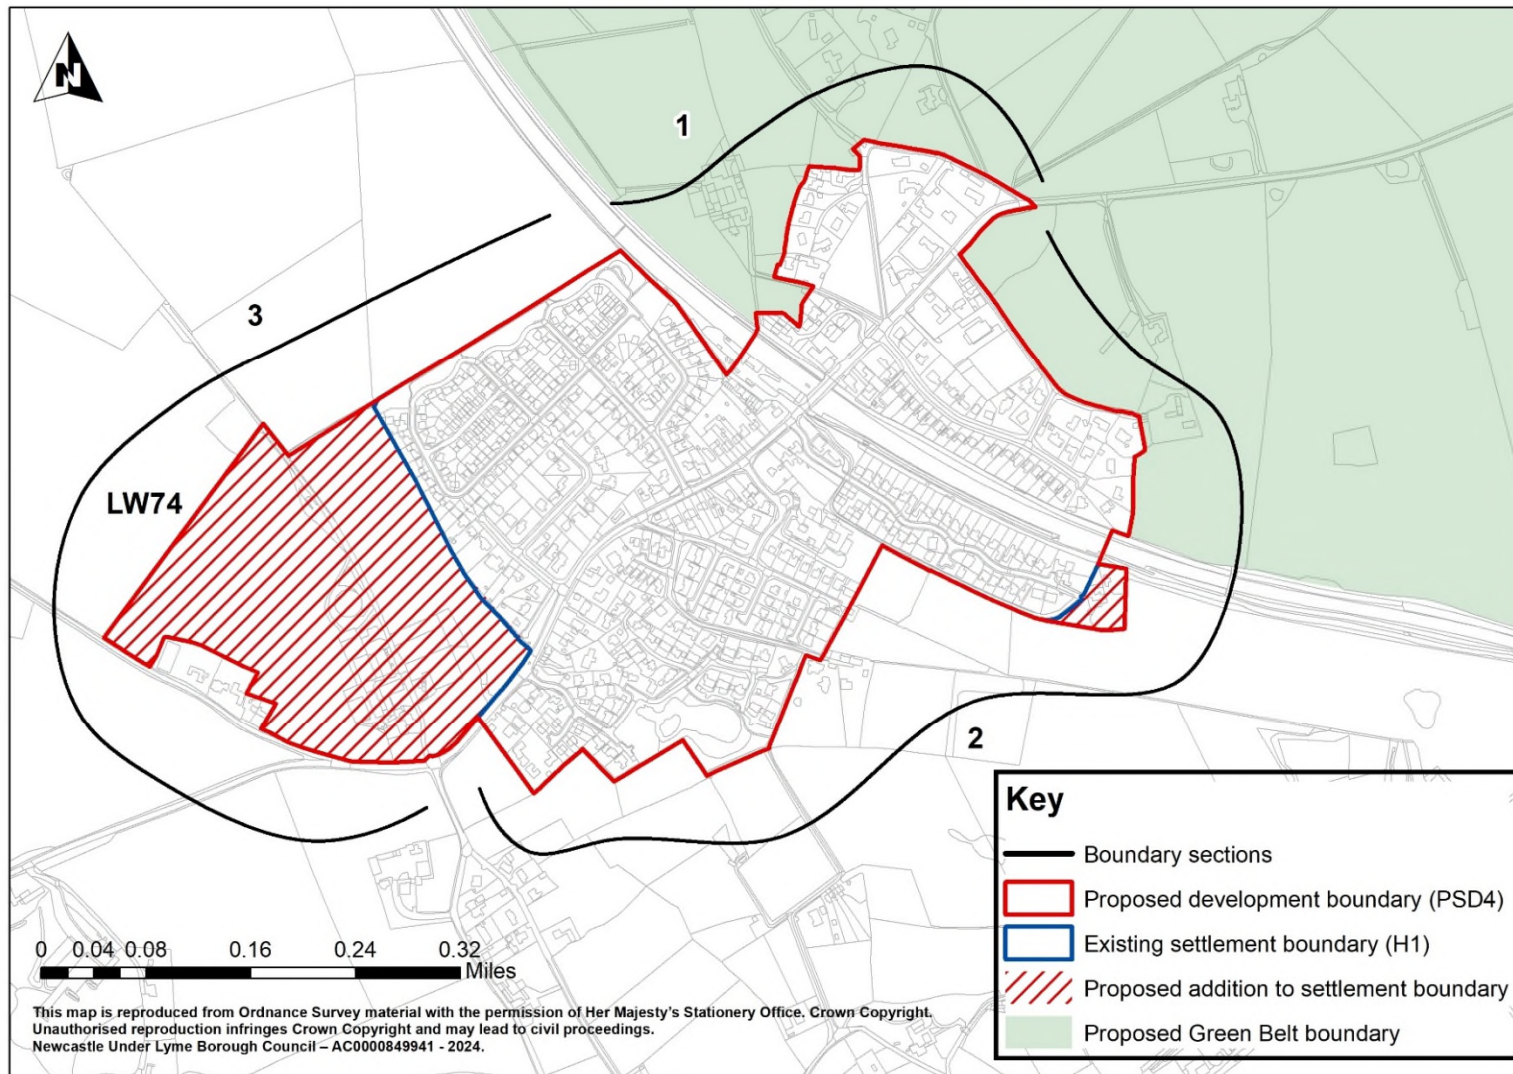 N
1
3
LW74
2
Key
Boundary sections
Proposed development boundary (PSD4)
Existing settlement boundary (H1)
Proposed addition to settlement boundary
Proposed Green Belt boundary
0 0.04 0.08 0.16 0.24 0.32
Miles
This map is reproduced from Ordnance Survey material with the permission of Her Majesty's Stationery Office. Crown Copyright.
Unauthorised reproduction infringes Crown Copyright and may lead to civil proceedings.
Newcastle Under Lyme Borough Council – AC0000849941 - 2024.